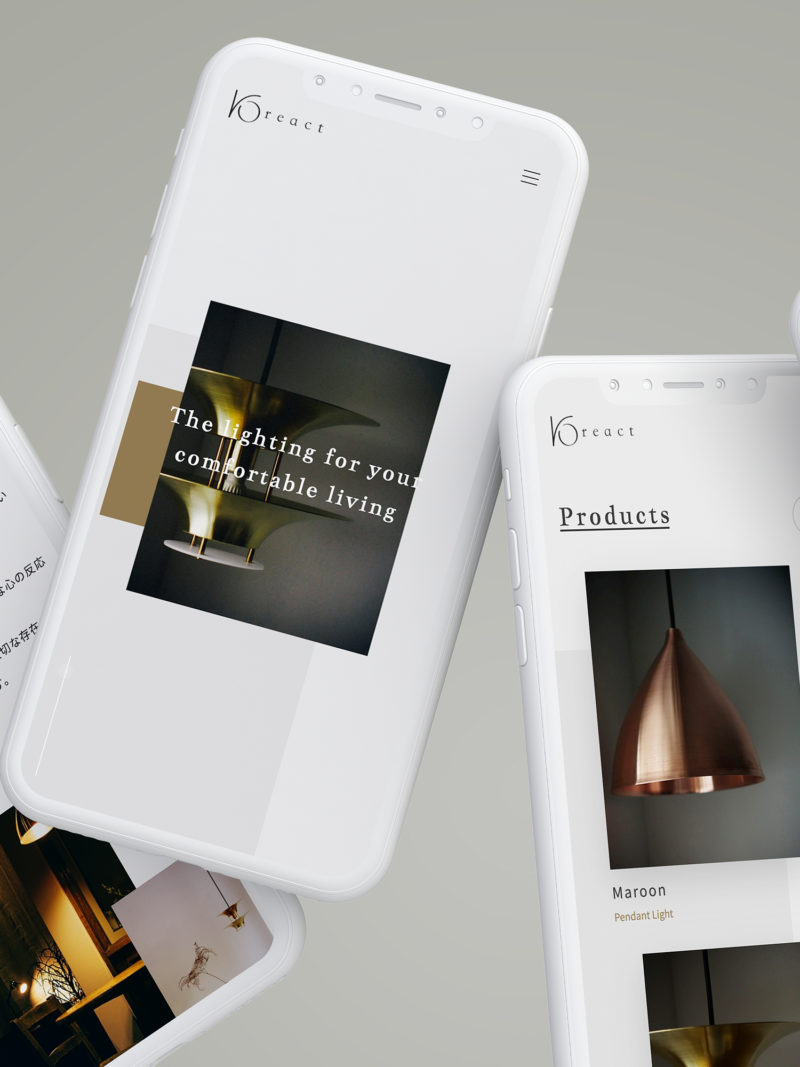 react
The lighting for your
comfortable living
react
Products
Maroon
Pendant Light
い
な心の反応
切な存在
。